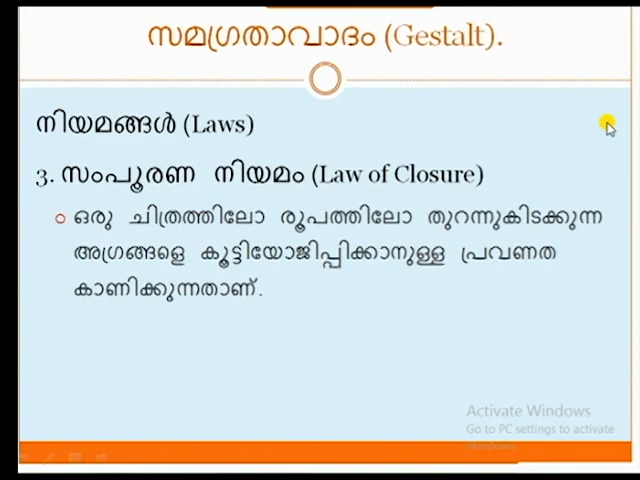 സമഗ്രതാവാദം (Gestalt).
നിയമങ്ങൾ (Laws)
3. സംപൂരണ നിയമം (Law of Closure)
ഒരു ചിത്രത്തിലോ രൂപത്തിലോ തുറന്നുകിടക്കുന്ന
അഗ്രങ്ങളെ കൂട്ടിയോജിപ്പിക്കാനുള്ള പ്രവണത
കാണിക്കുന്നതാണ്.
Activate Windows
Go to PC settings to activate
Windows.